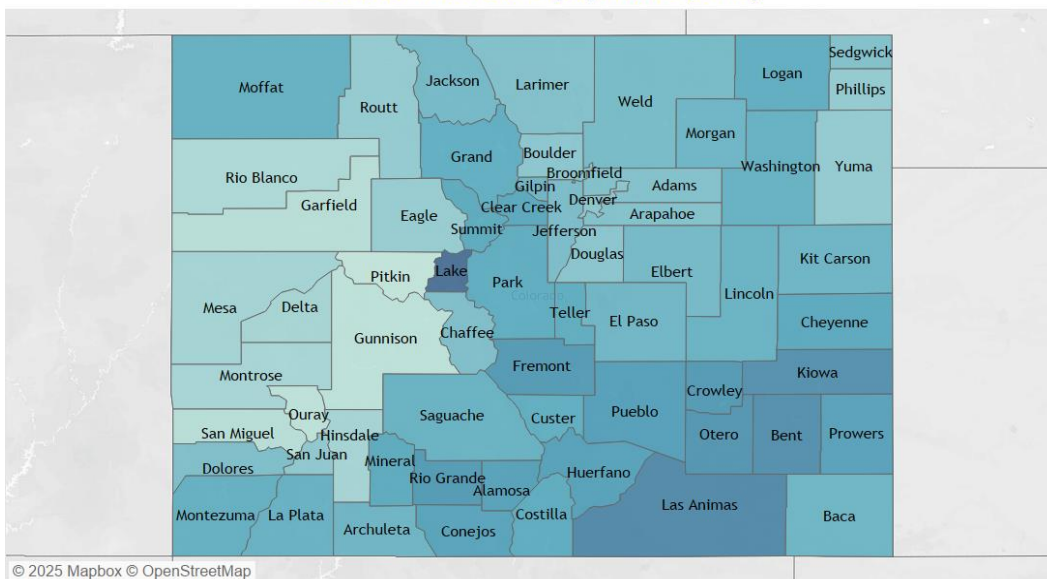 Moffat
Routt
Jackson
Larimer
Weld
Logan
Sedgwick
Phillips
Morgan
Grand
Boulder
Broomfield
Washington
Yuma
Rio Blanco
Garfield
Eagle
Gilpin
Clear Creek
Summit
Denver
Adams
Arapahoe
Jefferson
Douglas
Elbert
Kit Carson
Pitkin
Lake
Park
Colorado
Lincoln
Mesa
Delta
Teller
El Paso
Cheyenne
Gunnison
Chaffee
Fremont
Kiowa
Montrose
Crowley
Ouray
Saguache
Custer
Pueblo
San Miguel
Hinsdale
Otero
Bent
Prowers
San Juan
Dolores
Mineral
Rio Grande
Alamosa
Huerfano
Las Animas
Montezuma
La Plata
Archuleta
Conejos
Costilla
Baca
© 2025 Mapbox © OpenStreetMap